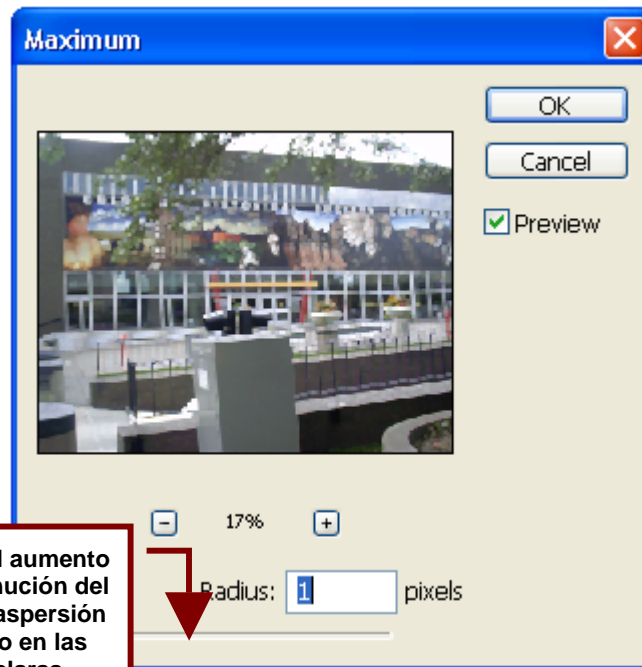 Maximum
OK
Cancel
Preview
17%
Radius: 1 pixels
aumento
del
aspersión
o en las